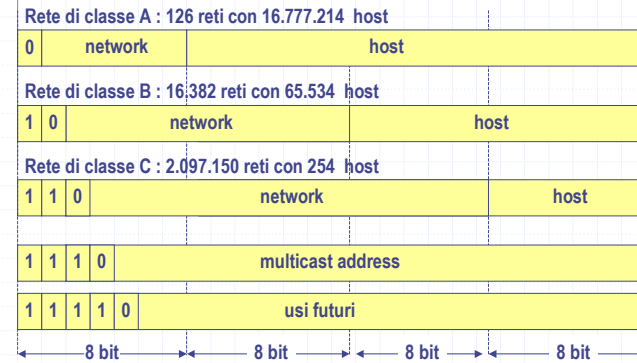 Rete di classe A : 126 reti con 16.777.214 host
0 network host
Rete di classe B : 16.382 reti con 65.534 host
1 0 network host
Rete di classe C : 2.097.150 reti con 254 host
1 1 0 network host
1 1 1 0 multicast address
1 1 1 1 0 usi futuri
8 bit 8 bit 8 bit 8 bit